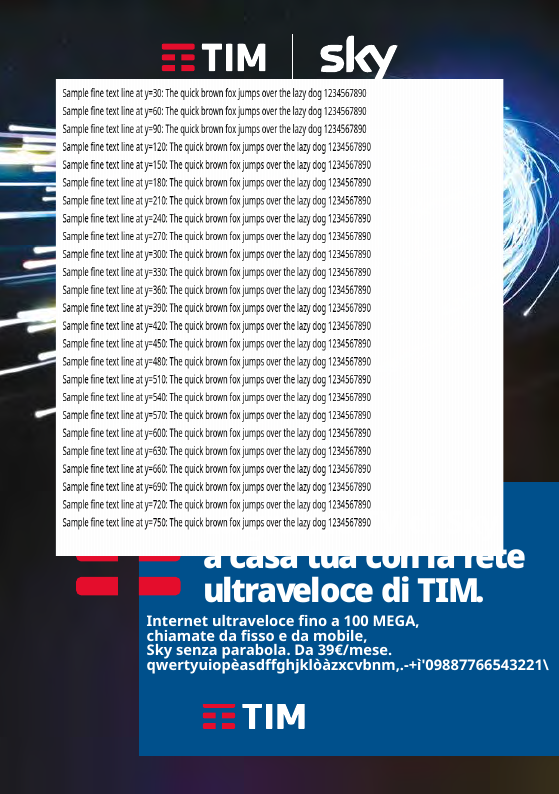 TIM sky
Sample fine text line at y=30: The quick brown fox jumps over the lazy dog 1234567890
Sample fine text line at y=60: The quick brown fox jumps over the lazy dog 1234567890
Sample fine text line at y=90: The quick brown fox jumps over the lazy dog 1234567890
Sample fine text line at y=120: The quick brown fox jumps over the lazy dog 1234567890
Sample fine text line at y=150: The quick brown fox jumps over the lazy dog 1234567890
Sample fine text line at y=180: The quick brown fox jumps over the lazy dog 1234567890
Sample fine text line at y=210: The quick brown fox jumps over the lazy dog 1234567890
Sample fine text line at y=240: The quick brown fox jumps over the lazy dog 1234567890
Sample fine text line at y=270: The quick brown fox jumps over the lazy dog 1234567890
Sample fine text line at y=300: The quick brown fox jumps over the lazy dog 1234567890
Sample fine text line at y=330: The quick brown fox jumps over the lazy dog 1234567890
Sample fine text line at y=360: The quick brown fox jumps over the lazy dog 1234567890
Sample fine text line at y=390: The quick brown fox jumps over the lazy dog 1234567890
Sample fine text line at y=420: The quick brown fox jumps over the lazy dog 1234567890
Sample fine text line at y=450: The quick brown fox jumps over the lazy dog 1234567890
Sample fine text line at y=480: The quick brown fox jumps over the lazy dog 1234567890
Sample fine text line at y=510: The quick brown fox jumps over the lazy dog 1234567890
Sample fine text line at y=540: The quick brown fox jumps over the lazy dog 1234567890
Sample fine text line at y=570: The quick brown fox jumps over the lazy dog 1234567890
Sample fine text line at y=600: The quick brown fox jumps over the lazy dog 1234567890
Sample fine text line at y=630: The quick brown fox jumps over the lazy dog 1234567890
Sample fine text line at y=660: The quick brown fox jumps over the lazy dog 1234567890
Sample fine text line at y=690: The quick brown fox jumps over the lazy dog 1234567890
Sample fine text line at y=720: The quick brown fox jumps over the lazy dog 1234567890
Sample fine text line at y=750: The quick brown fox jumps over the lazy dog 1234567890
a casa tua con la rete
ultraveloce di TIM.
Internet ultraveloce fino a 100 MEGA,
chiamate da fisso e da mobile,
Sky senza parabola. Da 39€/mese.
qwertyuiopèasdffghjklòàzxcvbnm,.-+ì'09887766543221\
TIM